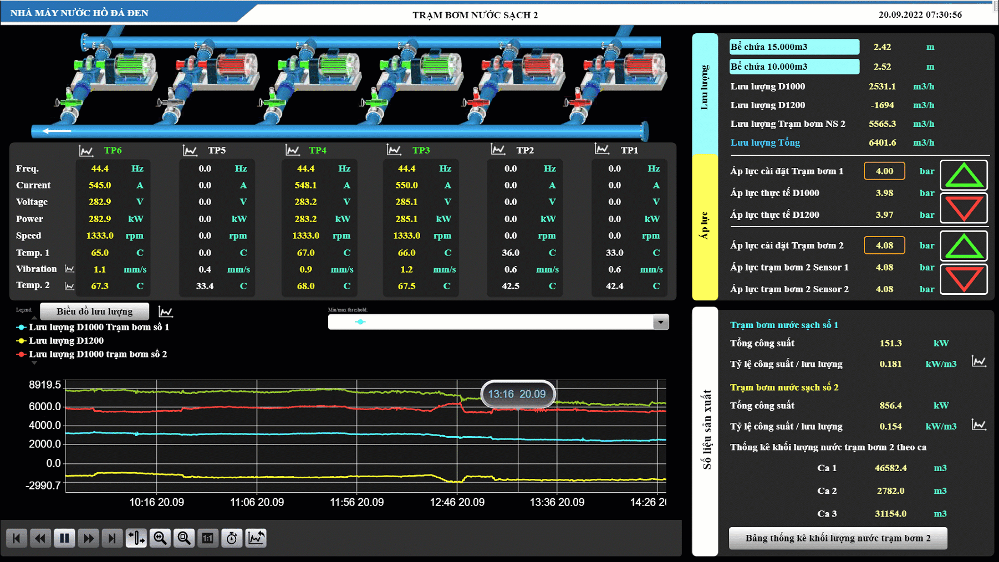 NHÀ MÁY NƯỚC HỒ ĐÁ ĐEN
TRẠM BƠM NƯỚC SẠCH 2
20.09.2022 07:30:56
TP6 TP5 TP4 TP3 TP2 TP1
Freq. 44.4 Hz 0.0 Hz 44.4 Hz 44.4 Hz 0.0 Hz 0.0 Hz
Current 545.0 A 0.0 A 548.1 A 550.0 A 0.0 A 0.0 A
Voltage 282.9 V 0.0 V 283.2 V 285.1 V 0.0 V 0.0 V
Power 282.9 kW 0.0 kW 283.2 kW 285.1 kW 0.0 kW 0.0 kW
Speed 1333.0 rpm 0.0 rpm 1333.0 rpm 1333.0 rpm 0.0 rpm 0.0 rpm
Temp. 1 65.0 C 0.0 C 67.0 C 66.0 C 36.0 C 33.0 C
Vibration 1.1 mm/s 0.4 mm/s 0.9 mm/s 1.2 mm/s 0.6 mm/s 0.6 mm/s
Temp. 2 67.3 C 33.4 C 68.0 C 67.5 C 42.5 C 42.4 C
Lưu lượng
Bể chứa 15.000m3 2.42 m
Bể chứa 10.000m3 2.52 m
Lưu lượng D1000 2531.1 m3/h
Lưu lượng D1200 -1694 m3/h
Lưu lượng Trạm bơm NS 2 5565.3 m3/h
Lưu lượng Tổng 6401.6 m3/h
Áp lực
Áp lực cài đặt Trạm bơm 1 4.00 bar
Áp lực thực tế D1000 3.98 bar
Áp lực thực tế D1200 3.97 bar
Áp lực cài đặt Trạm bơm 2 4.08 bar
Áp lực trạm bơm 2 Sensor 1 4.08 bar
Áp lực trạm bơm 2 Sensor 2 4.08 bar
Legend:
Biểu đồ lưu lượng
Min/max threshold:
Lưu lượng D1000 Trạm bơm số 1
Lưu lượng D1200
Lưu lượng D1000 trạm bơm số 2
8919.5
6000.0
4000.0
2000.0
0.0
-2990.7
13:16 20.09
10:16 20.09 11:06 20.09 11:56 20.09 12:46 20.09 13:36 20.09 14:26 20
1:1
Số liệu sản xuất
Trạm bơm nước sạch số 1
Tổng công suất 151.3 kW
Tỷ lệ công suất / lưu lượng 0.181 kW/m3
Trạm bơm nước sạch số 2
Tổng công suất 856.4 kW
Tỷ lệ công suất / lưu lượng 0.154 kW/m3
Thống kê khối lượng nước trạm bơm 2 theo ca
Ca 1 46582.4 m3
Ca 2 2782.0 m3
Ca 3 31154.0 m3
Bảng thống kê khối lượng nước trạm bơm 2